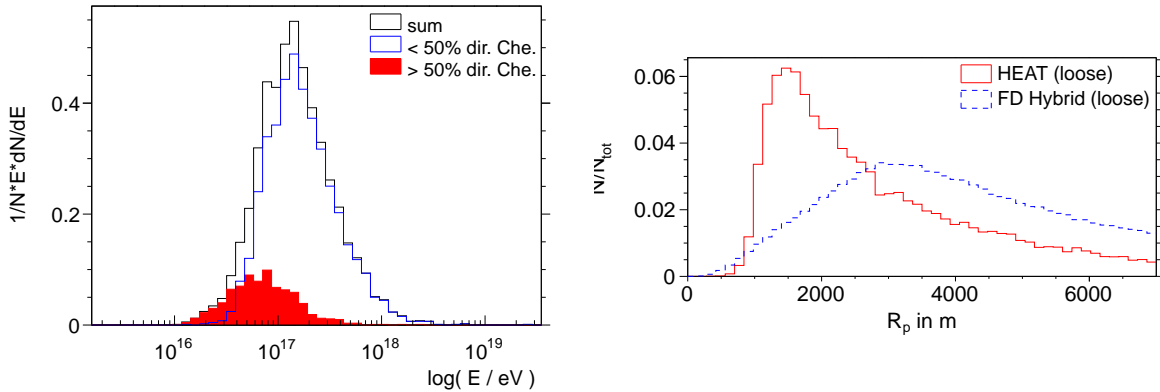 sum
< 50% dir. Che.
> 50% dir. Che.
1/N*E*dN/dE
0.4
0.2
0
10^16
10^17
10^18
10^19
log( E / eV)
HEAT (loose)
FD Hybrid (loose)
N/N_tot
0.06
0.04
0.02
0
0
2000
4000
6000
R_p in m